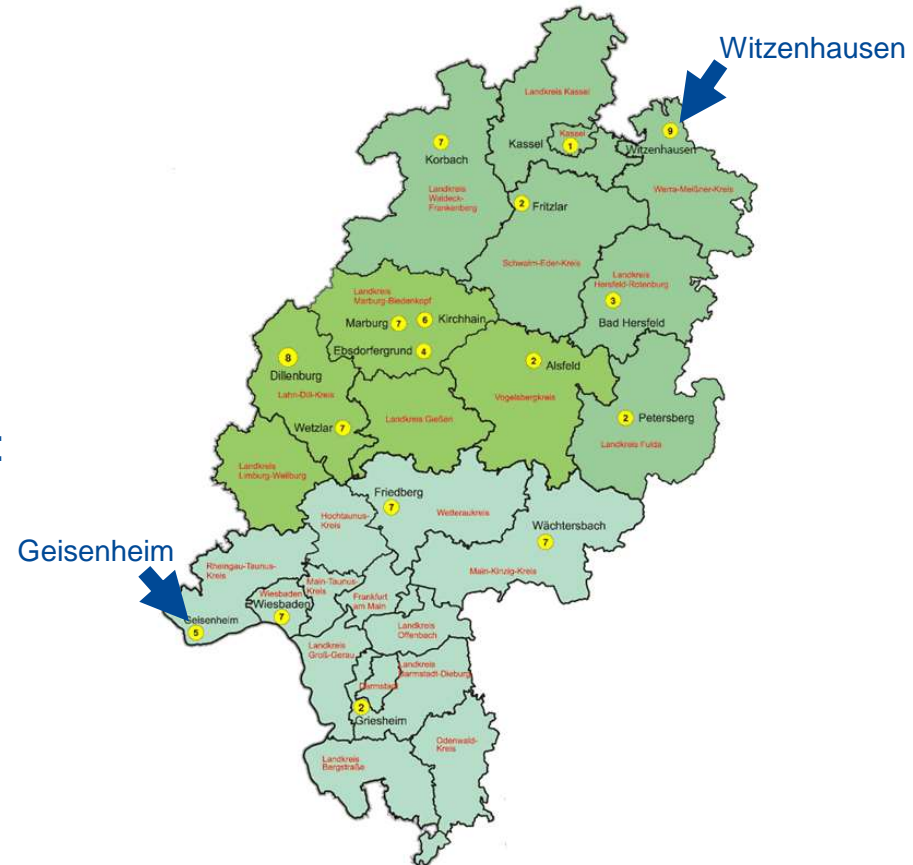 Witzenhausen
Landkreis Kassel
Kassel
Kassel
1
9
Witzenhausen
7
Korbach
Landkreis
Waldeck-
Frankenberg
Werra-Meißner-Kreis
2 Fritzlar
Schwalm-Eder-Kreis
Landkreis
Hersfeld-Rotenburg
3
Bad Hersfeld
Landkreis
Marburg-Biedenkopf
Marburg 7
6 Kirchhain
Ebsdorfergrund 4
8
Dillenburg
Lahn-Dill-Kreis
2 Alsfeld
Vogelsbergkreis
2 Petersberg
Landkreis Fulda
Wetzlar 7
Landkreis Gießen
Landkreis
Limburg-Weilburg
Friedberg
7
Hochtaunus-
Kreis
Wetteraukreis
Wächtersbach
7
Main-Kinzig-Kreis
Geisenheim
Rheingau-Taunus-
Kreis
Wiesbaden
Wiesbaden
7
Main-Taunus-
Kreis
Frankfurt
am Main
Geisenheim
5
Landkreis
Offenbach
Landkreis
Groß-Gerau
Landkreis
Darmstadt-Dieburg
Darmstadt
2
Griesheim
Odenwald-
Kreis
Landkreis
Bergstraße